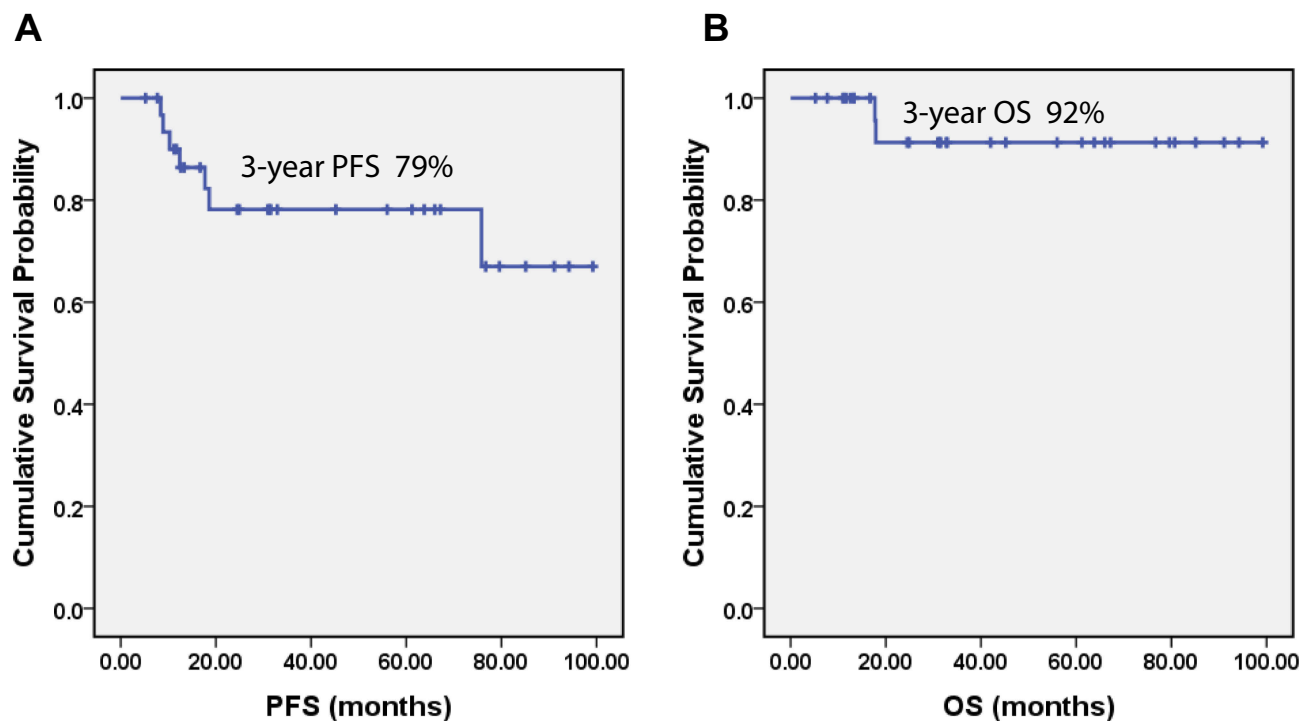 A
Cumulative Survival Probability
1.0
0.8
0.6
0.4
0.2
0.0
3-year PFS 79%
0.00 20.00 40.00 60.00 80.00 100.00
PFS (months)
B
Cumulative Survival Probability
1.0
0.8
0.6
0.4
0.2
0.0
3-year OS 92%
0.00 20.00 40.00 60.00 80.00 100.00
OS (months)